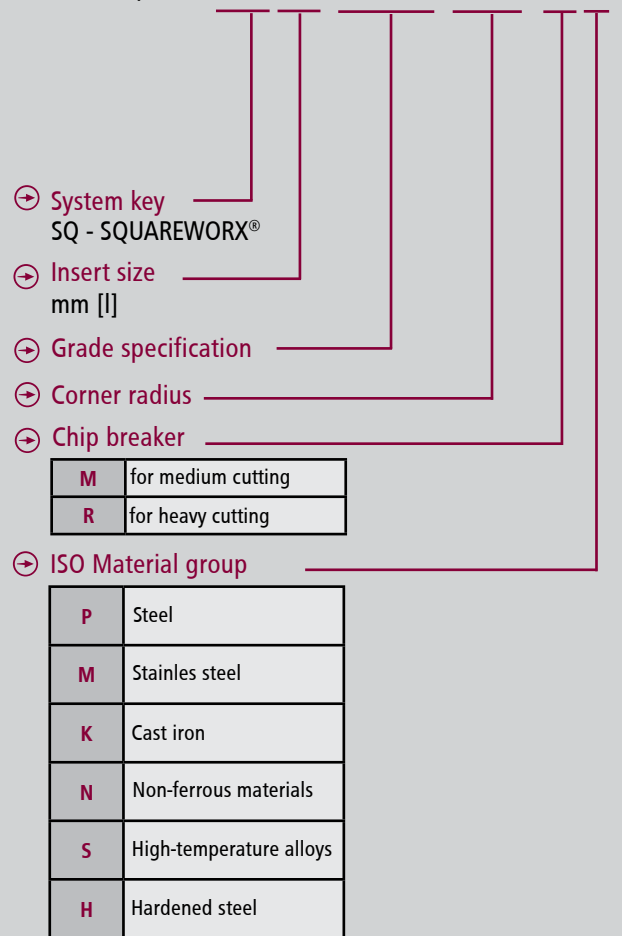 System key
SQ - SQUAREWORX®
Insert size
mm [l]
Grade specification
Corner radius
Chip breaker
M for medium cutting
R for heavy cutting
ISO Material group
P Steel
M Stainles steel
K Cast iron
N Non-ferrous materials
S High-temperature alloys
H Hardened steel